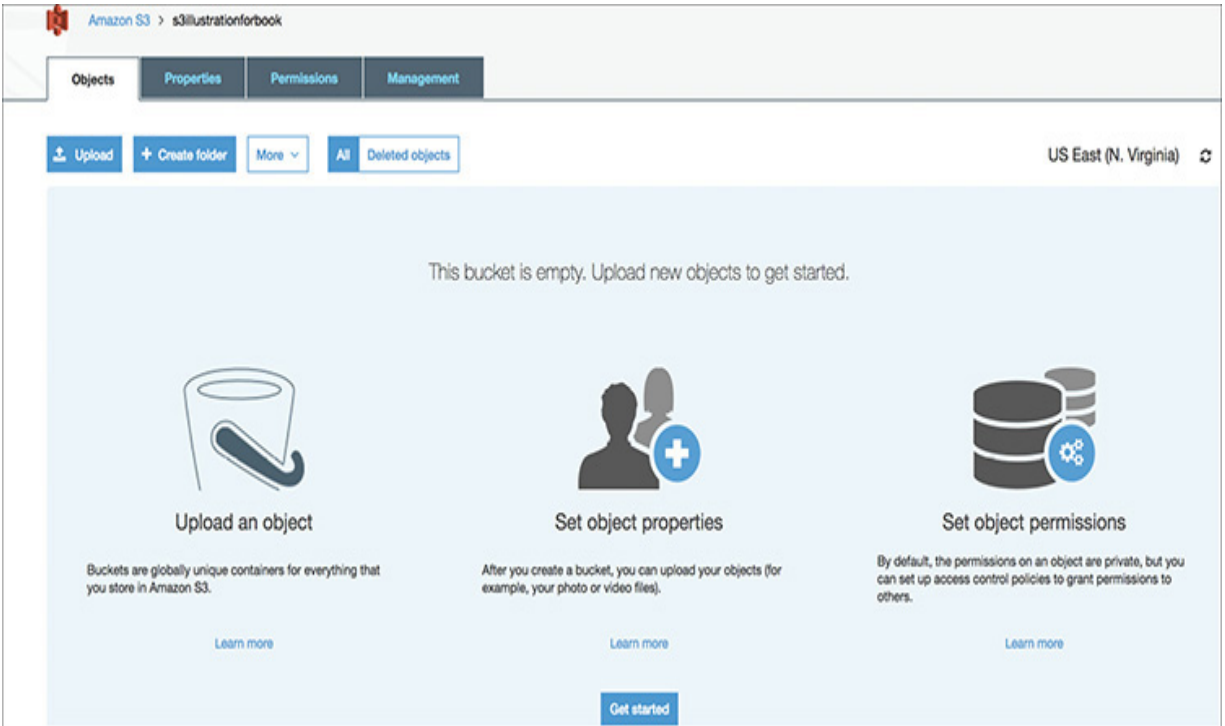 Amazon S3 > s3illustrationforbook
Objects
Properties
Permissions
Management
Upload
+ Create folder
More
All
Deleted objects
US East (N. Virginia)
This bucket is empty. Upload new objects to get started.
Upload an object
Buckets are globally unique containers for everything that
you store in Amazon S3.
Learn more
Set object properties
After you create a bucket, you can upload your objects (for
example, your photo or video files).
Learn more
Set object permissions
By default, the permissions on an object are private, but you
can set up access control policies to grant permissions to
others.
Learn more
Get started